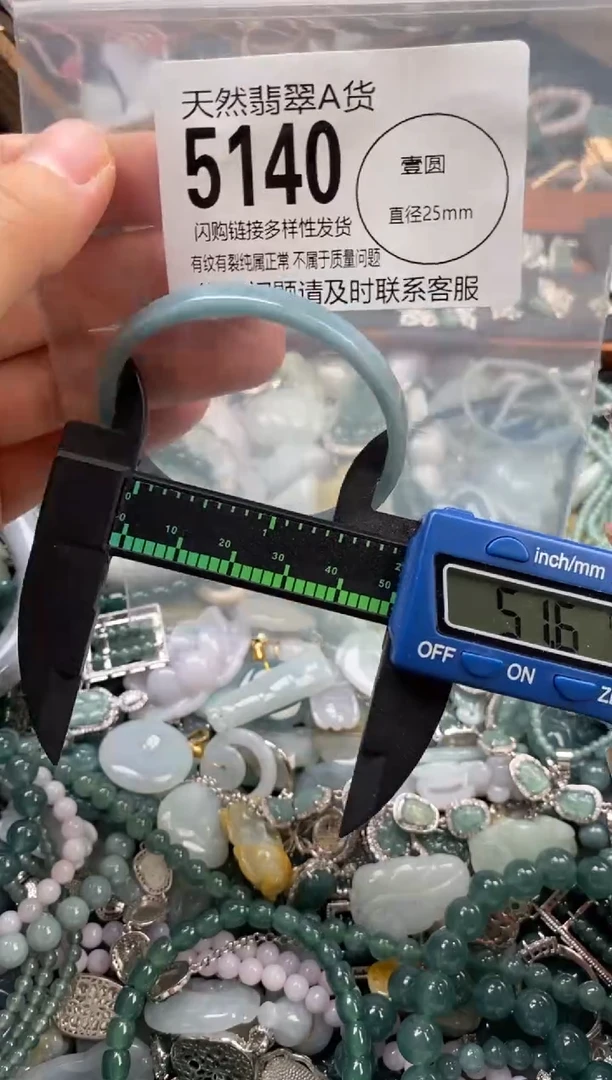 天然翡翠A货
5140
壹圆
直径25mm
闪购链接多样性发货
有纹有裂纯属正常 不属于质量问题
问题请及时联系客服
0 1
0 10 20 30 40 50
inch/mm
51.6
OFF ON